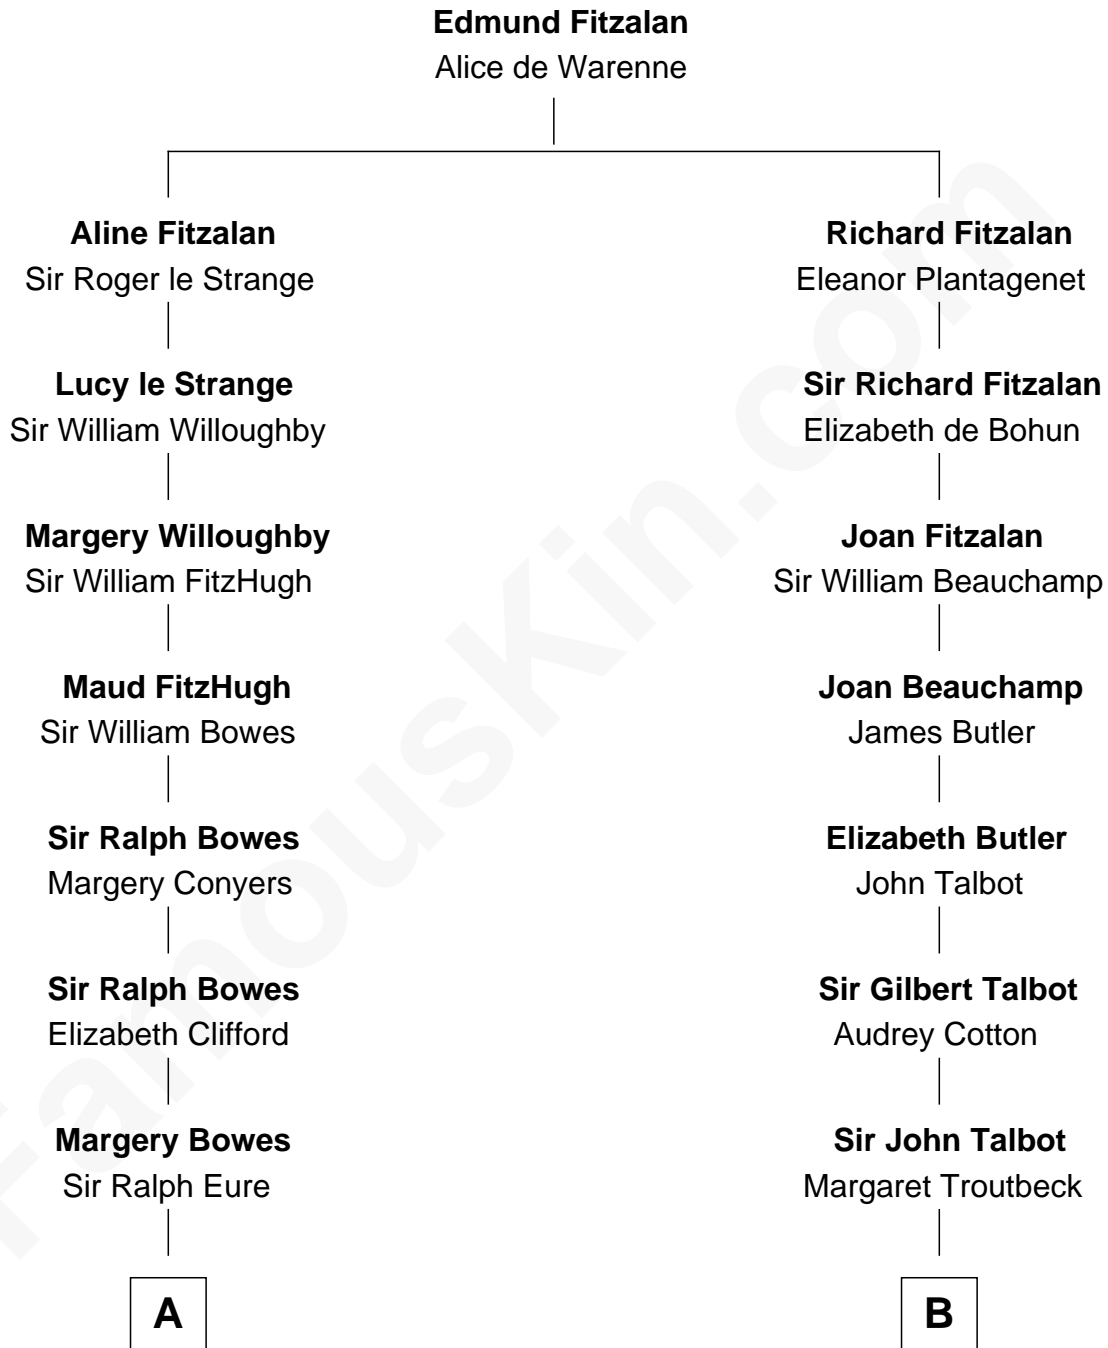 Edmund Fitzalan
Alice de Warenne
Aline Fitzalan
Sir Roger le Strange
Richard Fitzalan
Eleanor Plantagenet
Lucy le Strange
Sir William Willoughby
Sir Richard Fitzalan
Elizabeth de Bohun
Margery Willoughby
Sir William FitzHugh
Joan Fitzalan
Sir William Beauchamp
Maud FitzHugh
Sir William Bowes
Joan Beauchamp
James Butler
Sir Ralph Bowes
Margery Conyers
Elizabeth Butler
John Talbot
Sir Ralph Bowes
Elizabeth Clifford
Sir Gilbert Talbot
Audrey Cotton
Margery Bowes
Sir Ralph Eure
Sir John Talbot
Margaret Troutbeck
A
B
FamousKin.com